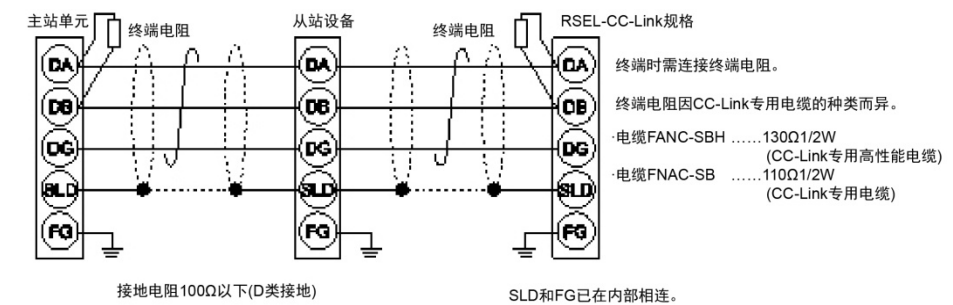 主站单元
终端电阻
从站设备
终端电阻
RSEL-CC-Link规格
DA
DA
DA
终端时需连接终端电阻。
DB
DB
DB
终端电阻因CC-Link专用电缆的种类而异。
DG
DG
DG
·电缆FANC-SBH ......130Ω1/2W
(CC-Link专用高性能电缆)
SLD
SLD
SLD
·电缆FNAC-SB ......110Ω1/2W
(CC-Link专用电缆)
FG
FG
FG
接地电阻100Ω以下(D类接地)
SLD和FG已在内部相连。